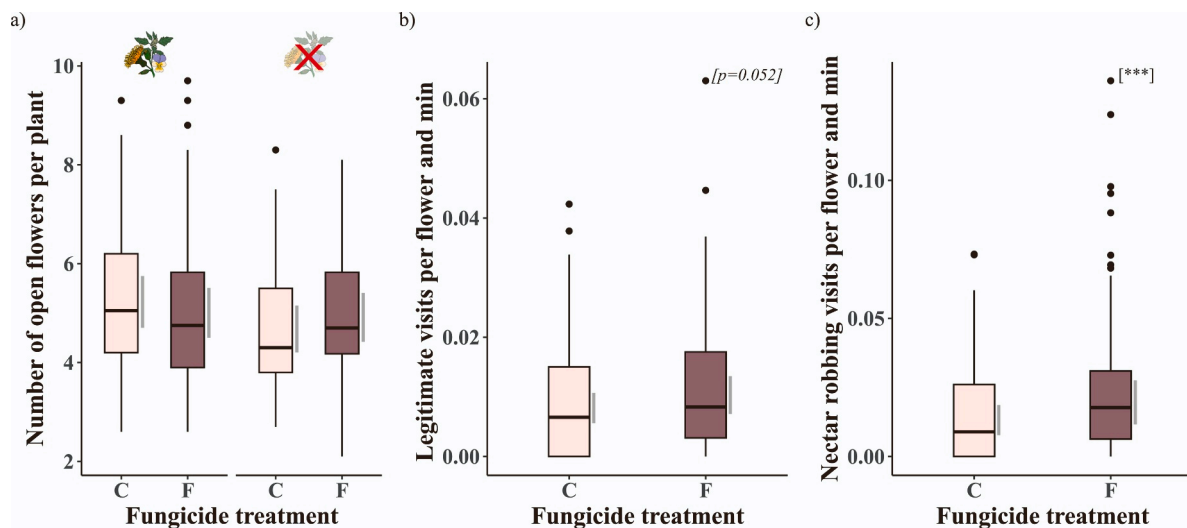 a)
Number of open flowers per plant
10
8
6
4
2
C F C F
Fungicide treatment
b)
Legitimate visits per flower and min
[p=0.052]
0.06
0.04
0.02
0.00
C F
Fungicide treatment
c)
Nectar robbing visits per flower and min
[***]
0.10
0.05
0.00
C F
Fungicide treatment